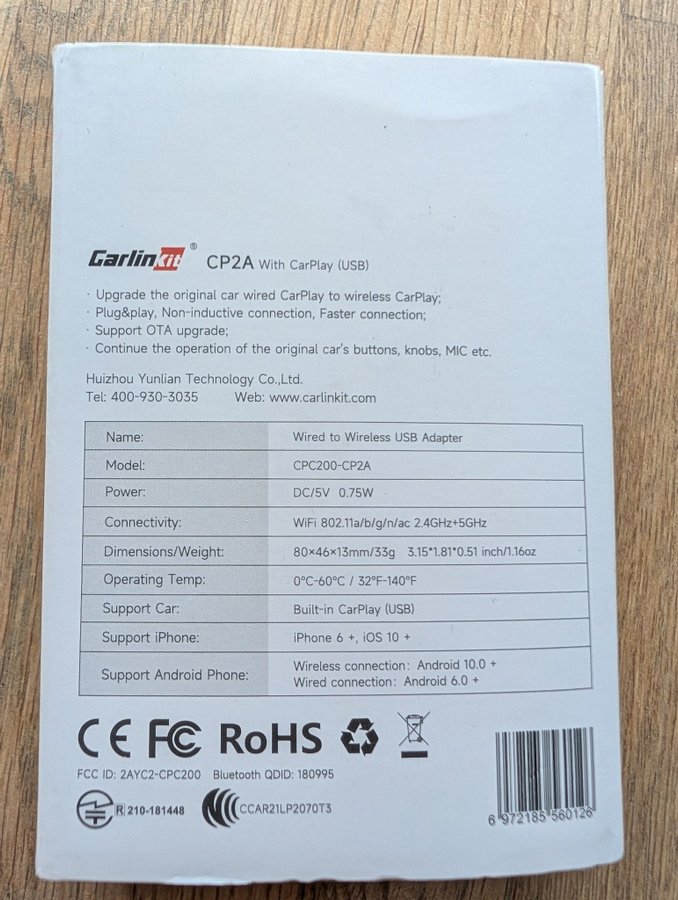 Carlinkit® CP2A With CarPlay (USB)
· Upgrade the original car wired CarPlay to wireless CarPlay;
· Plug&play, Non-inductive connection, Faster connection;
· Support OTA upgrade;
· Continue the operation of the original car's buttons, knobs, MIC etc.
Huizhou Yunlian Technology Co.,Ltd.
Tel: 400-930-3035 Web: www.carlinkit.com
Name: Wired to Wireless USB Adapter
Model: CPC200-CP2A
Power: DC/5V 0.75W
Connectivity: WiFi 802.11a/b/g/n/ac 2.4GHz+5GHz
Dimensions/Weight: 80×46×13mm/33g 3.15*1.81*0.51 inch/1.16oz
Operating Temp: 0°C-60°C / 32°F-140°F
Support Car: Built-in CarPlay (USB)
Support iPhone: iPhone 6 +, iOS 10 +
Support Android Phone: Wireless connection: Android 10.0 +
Wired connection: Android 6.0 +
CE FC RoHS
FCC ID: 2AYC2-CPC200 Bluetooth QDID: 180995
R 210-181448 CCAR21LP2070T3
6 972185 560126